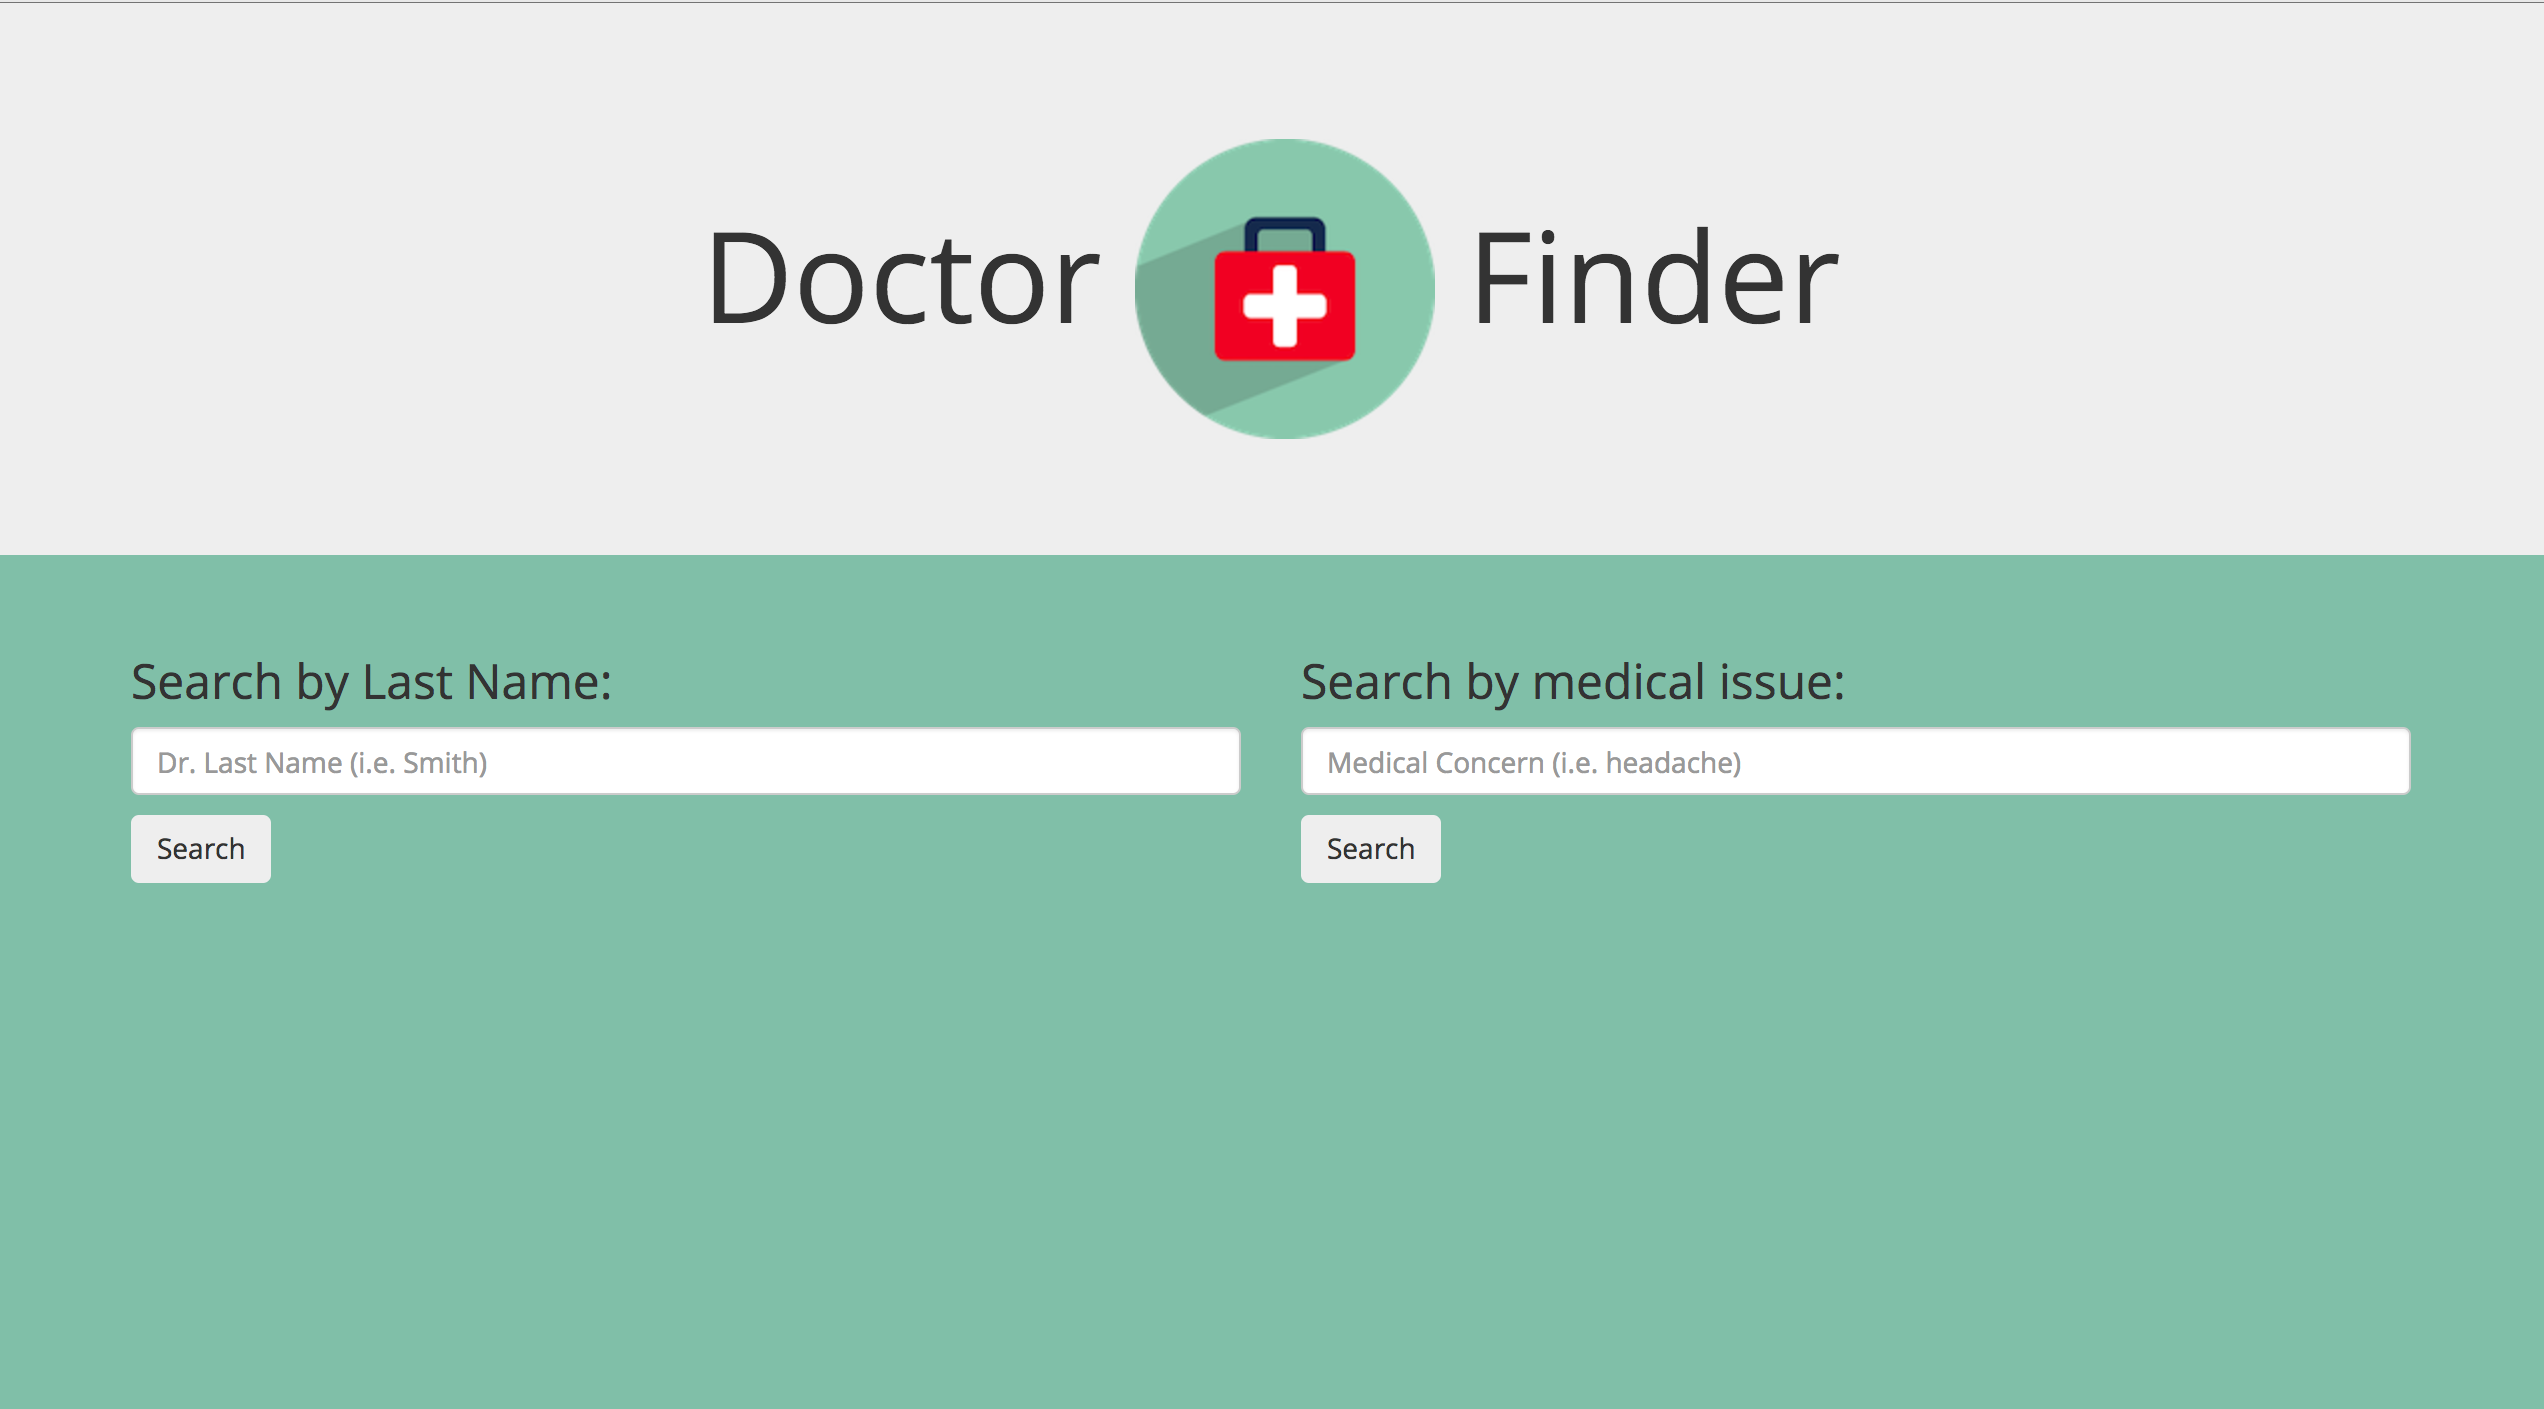 Doctor Finder
Search by Last Name:
Dr. Last Name (i.e. Smith)
Search
Search by medical issue:
Medical Concern (i.e. headache)
Search